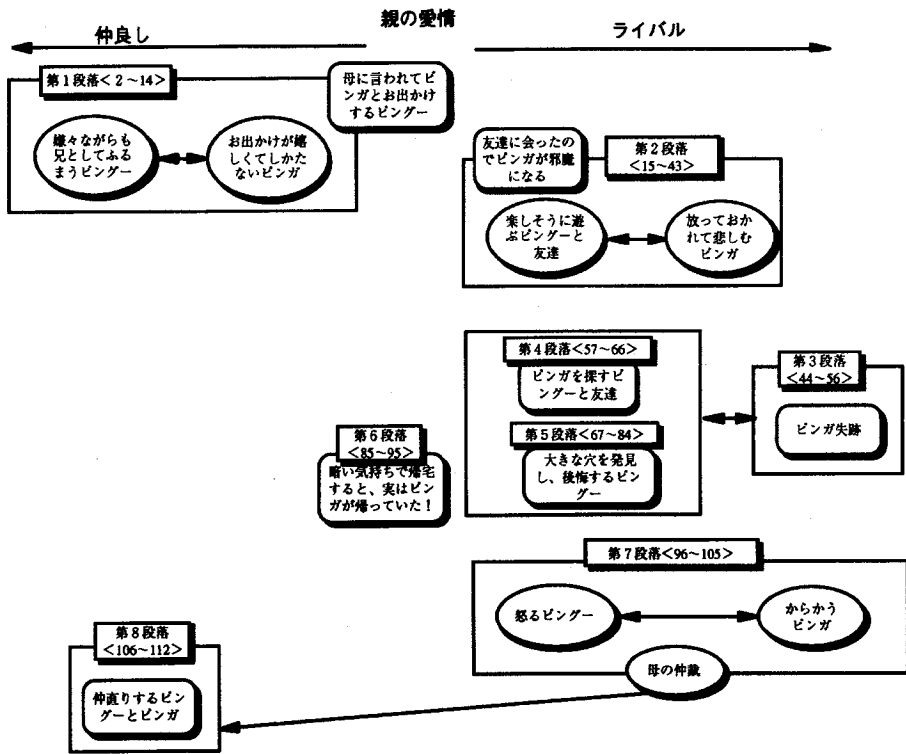 親の愛情
仲良し
ライバル
第1段落<2~14>
母に言われてビ
ンガとお出かけ
するビングー
嫌々ながらも
兄としてふる
まうビングー
お出かけが嬉
しくてしかた
ないビンガ
友達に会ったの
でビンガが邪魔
になる
第2段落
<15~43>
楽しそうに遊
ぶビングーと
友達
放っておか
れて悲しむ
ビンガ
第4段落<57~66>
ビンガを探すビ
ングーと友達
第3段落
<44~56>
ビンガ失跡
第5段落<67~84>
大きな穴を発見
し、後悔するビン
グー
第6段落
<85~95>
暗い気持ちで帰宅
すると、実はビン
ガが帰っていた!
第7段落<96~105>
怒るビングー
からかう
ビンガ
母の仲裁
第8段落
<106~112>
仲直りするビン
グーとビンガ